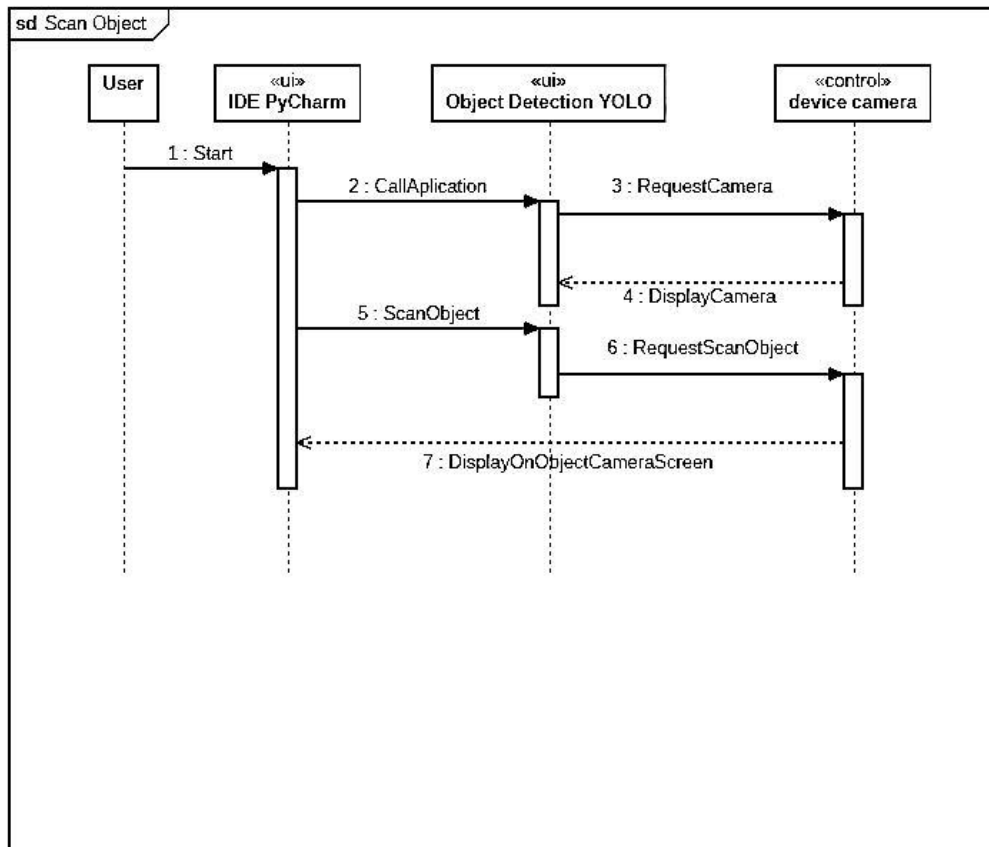 sd Scan Object
User
«ui»
IDE PyCharm
«ui»
Object Detection YOLO
«control»
device camera
1 : Start
2 : CallAplication
3 : RequestCamera
4 : DisplayCamera
5 : ScanObject
6 : RequestScanObject
7 : DisplayOnObjectCameraScreen